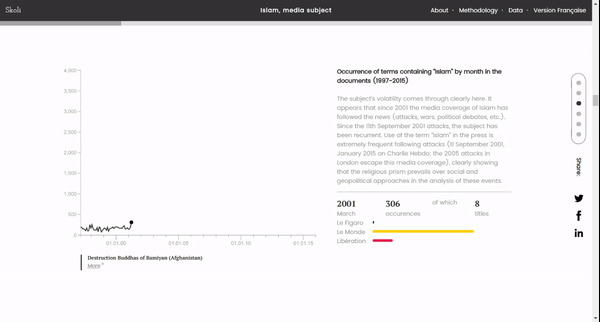 Skoli
Islam, media subject
About
Methodology
Data
Version Française
4,000
3,500
3,000
2,500
2,000
1,500
1,000
500
0
01.01.00
01.01.05
01.01.10
01.01.15
Destruction Buddhas of Bamiyan (Afghanistan)
More
Occurrence of terms containing "Islam" by month in the
documents (1997-2015)
The subject's volatility comes through clearly here. It
appears that since 2001 the media coverage of Islam has
followed the news (attacks, wars, political debates, etc.).
Since the 11th September 2001 attacks, the subject has
been recurrent. Use of the term "Islam" in the press is
extremely frequent following attacks (11 September 2001,
January 2015 on Charlie Hebdo; the 2005 attacks in
London escape this media coverage), clearly showing
that the religious prism prevails over social and
geopolitical approaches in the analysis of these events.
2001 306 of which 8
March occurences titles
Le Figaro
Le Monde
Libération
Share: